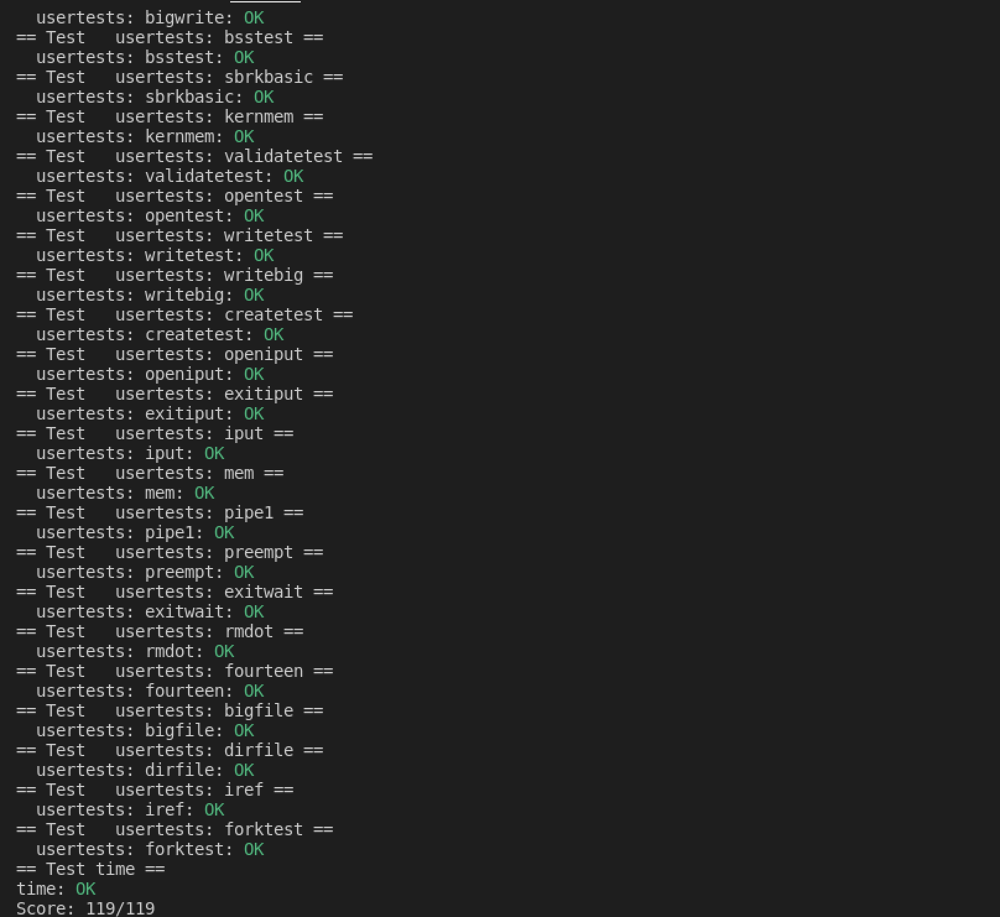 usertests: bigwrite: OK
== Test   usertests: bsstest ==
  usertests: bsstest: OK
== Test   usertests: sbrkbasic ==
  usertests: sbrkbasic: OK
== Test   usertests: kernmem ==
  usertests: kernmem: OK
== Test   usertests: validatetest ==
  usertests: validatetest: OK
== Test   usertests: opentest ==
  usertests: opentest: OK
== Test   usertests: writetest ==
  usertests: writetest: OK
== Test   usertests: writebig ==
  usertests: writebig: OK
== Test   usertests: createtest ==
  usertests: createtest: OK
== Test   usertests: openiput ==
  usertests: openiput: OK
== Test   usertests: exitiput ==
  usertests: exitiput: OK
== Test   usertests: iput ==
  usertests: iput: OK
== Test   usertests: mem ==
  usertests: mem: OK
== Test   usertests: pipe1 ==
  usertests: pipe1: OK
== Test   usertests: preempt ==
  usertests: preempt: OK
== Test   usertests: exitwait ==
  usertests: exitwait: OK
== Test   usertests: rmdot ==
  usertests: rmdot: OK
== Test   usertests: fourteen ==
  usertests: fourteen: OK
== Test   usertests: bigfile ==
  usertests: bigfile: OK
== Test   usertests: dirfile ==
  usertests: dirfile: OK
== Test   usertests: iref ==
  usertests: iref: OK
== Test   usertests: forktest ==
  usertests: forktest: OK
== Test time ==
time: OK
Score: 119/119